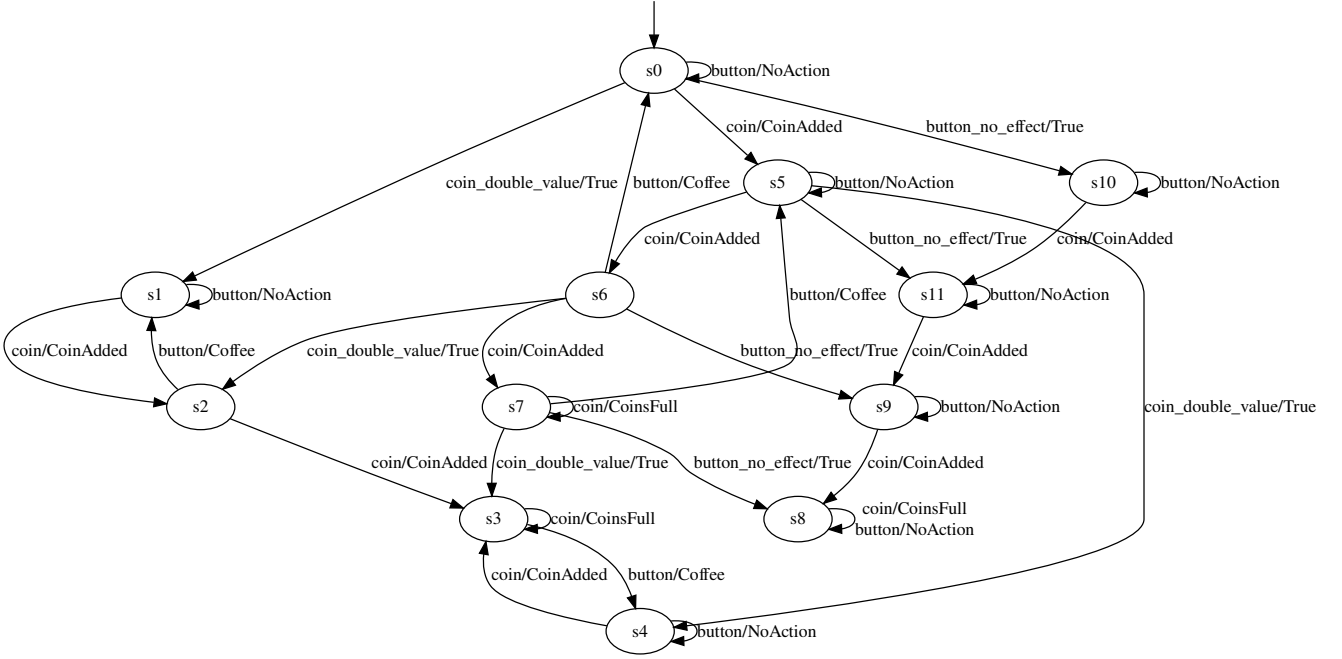 s0
button/NoAction
coin/CoinAdded
button_no_effect/True
coin_double_value/True
button/Coffee
s5
button/NoAction
s10
button/NoAction
coin/CoinAdded
button_no_effect/True
coin/CoinAdded
s1
button/NoAction
s6
button/Coffee
s11
button/NoAction
coin/CoinAdded
button/Coffee
coin_double_value/True
coin/CoinAdded
button_no_effect/True
coin/CoinAdded
s2
s7
coin/CoinsFull
s9
button/NoAction
coin_double_value/True
coin/CoinAdded
coin_double_value/True
button_no_effect/True
coin/CoinAdded
s3
coin/CoinsFull
s8
coin/CoinsFull
button/NoAction
coin/CoinAdded
button/Coffee
s4
button/NoAction